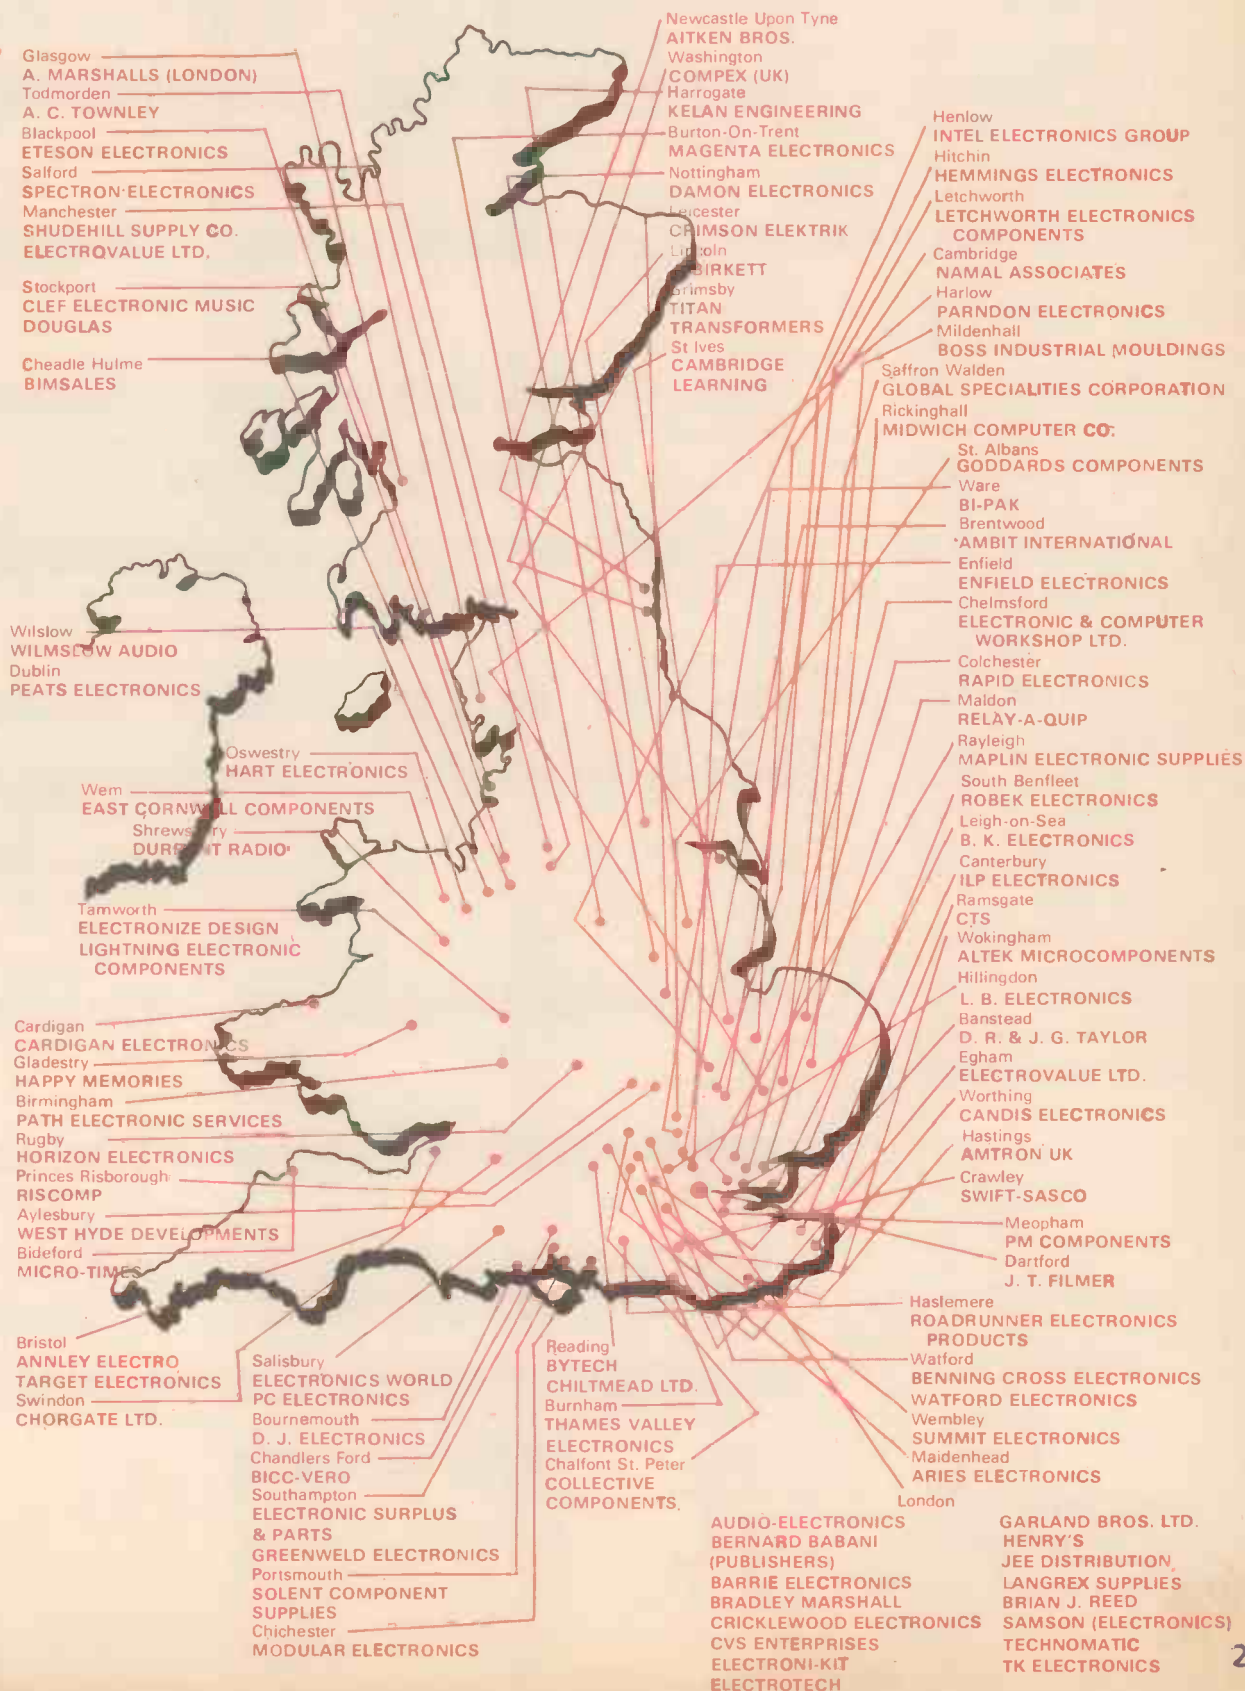 Glasgow
A. MARSHALLS (LONDON)
Todmorden
A. C. TOWNLEY
Blackpool
ETESON ELECTRONICS
Salford
SPECTRON ELECTRONICS
Manchester
SHUDEHILL SUPPLY CO.
ELECTROVALUE LTD.
Stockport
CLEF ELECTRONIC MUSIC
DOUGLAS
Cheadle Hulme
BIMSALES
Newcastle Upon Tyne
AITKEN BROS.
Washington
COMPEX (UK)
Harrogate
KELAN ENGINEERING
Burton-On-Trent
MAGENTA ELECTRONICS
Nottingham
DAMON ELECTRONICS
Leicester
CRIMSON ELEKTRIK
Lincoln
BIRKETT
Grimsby
TITAN
TRANSFORMERS
St Ives
CAMBRIDGE
LEARNING
Henlow
INTEL ELECTRONICS GROUP
Hitchin
HEMMINGS ELECTRONICS
Letchworth
LETCHWORTH ELECTRONICS
COMPONENTS
Cambridge
NAMAL ASSOCIATES
Harlow
PARNDON ELECTRONICS
Mildenhall
BOSS INDUSTRIAL MOULDINGS
Saffron Walden
GLOBAL SPECIALITIES CORPORATION
Rickinghall
MIDWICH COMPUTER CO.
St. Albans
GODDARDS COMPONENTS
Ware
BI-PAK
Brentwood
AMBIT INTERNATIONAL
Enfield
ENFIELD ELECTRONICS
Chelmsford
ELECTRONIC & COMPUTER
WORKSHOP LTD.
Colchester
RAPID ELECTRONICS
Maldon
RELAY-A-QUIP
Rayleigh
MAPLIN ELECTRONIC SUPPLIES
South Benfleet
ROBEK ELECTRONICS
Leigh-on-Sea
B. K. ELECTRONICS
Canterbury
ILP ELECTRONICS
Ramsgate
CTS
Wokingham
ALTEK MICROCOMPONENTS
Hillingdon
L. B. ELECTRONICS
Banstead
D. R. & J. G. TAYLOR
Egham
ELECTROVALUE LTD.
Worthing
CANDIS ELECTRONICS
Hastings
AMTRON UK
Crawley
SWIFT-SASCO
Meopham
PM COMPONENTS
Dartford
J. T. FILMER
Haslemere
ROADRUNNER ELECTRONICS
PRODUCTS
Watford
BENNING CROSS ELECTRONICS
WATFORD ELECTRONICS
Wembley
SUMMIT ELECTRONICS
Maidenhead
ARIES ELECTRONICS
London
Wilslow
WILMSLOW AUDIO
Dublin
PEATS ELECTRONICS
Oswestry
HART ELECTRONICS
Wem
EAST CORNWALL COMPONENTS
Shrewsbury
DURRANT RADIO
Tamworth
ELECTRONIZE DESIGN
LIGHTNING ELECTRONIC
COMPONENTS
Cardigan
CARDIGAN ELECTRONICS
Gladestry
HAPPY MEMORIES
Birmingham
PATH ELECTRONIC SERVICES
Rugby
HORIZON ELECTRONICS
Princes Risborough
RISCOMP
Aylesbury
WEST HYDE DEVELOPMENTS
Bideford
MICRO-TIMES
Bristol
ANNLEY ELECTRO
TARGET ELECTRONICS
Swindon
CHORGATE LTD.
Salisbury
ELECTRONICS WORLD
PC ELECTRONICS
Bournemouth
D. J. ELECTRONICS
Chandlers Ford
BICC-VERO
Southampton
ELECTRONIC SURPLUS
& PARTS
GREENWELD ELECTRONICS
Portsmouth
SOLENT COMPONENT
SUPPLIES
Chichester
MODULAR ELECTRONICS
Reading
BYTECH
CHILTMEAD LTD.
Burnham
THAMES VALLEY
ELECTRONICS
Chalfont St. Peter
COLLECTIVE
COMPONENTS.
AUDIO-ELECTRONICS
BERNARD BABANI
(PUBLISHERS)
BARRIE ELECTRONICS
BRADLEY MARSHALL
CRICKLEWOOD ELECTRONICS
CVS ENTERPRISES
ELECTRONI-KIT
ELECTROTECH
GARLAND BROS. LTD.
HENRY'S
JEE DISTRIBUTION
LANGREX SUPPLIES
BRIAN J. REED
SAMSON (ELECTRONICS)
TECHNOMATIC
TK ELECTRONICS
2